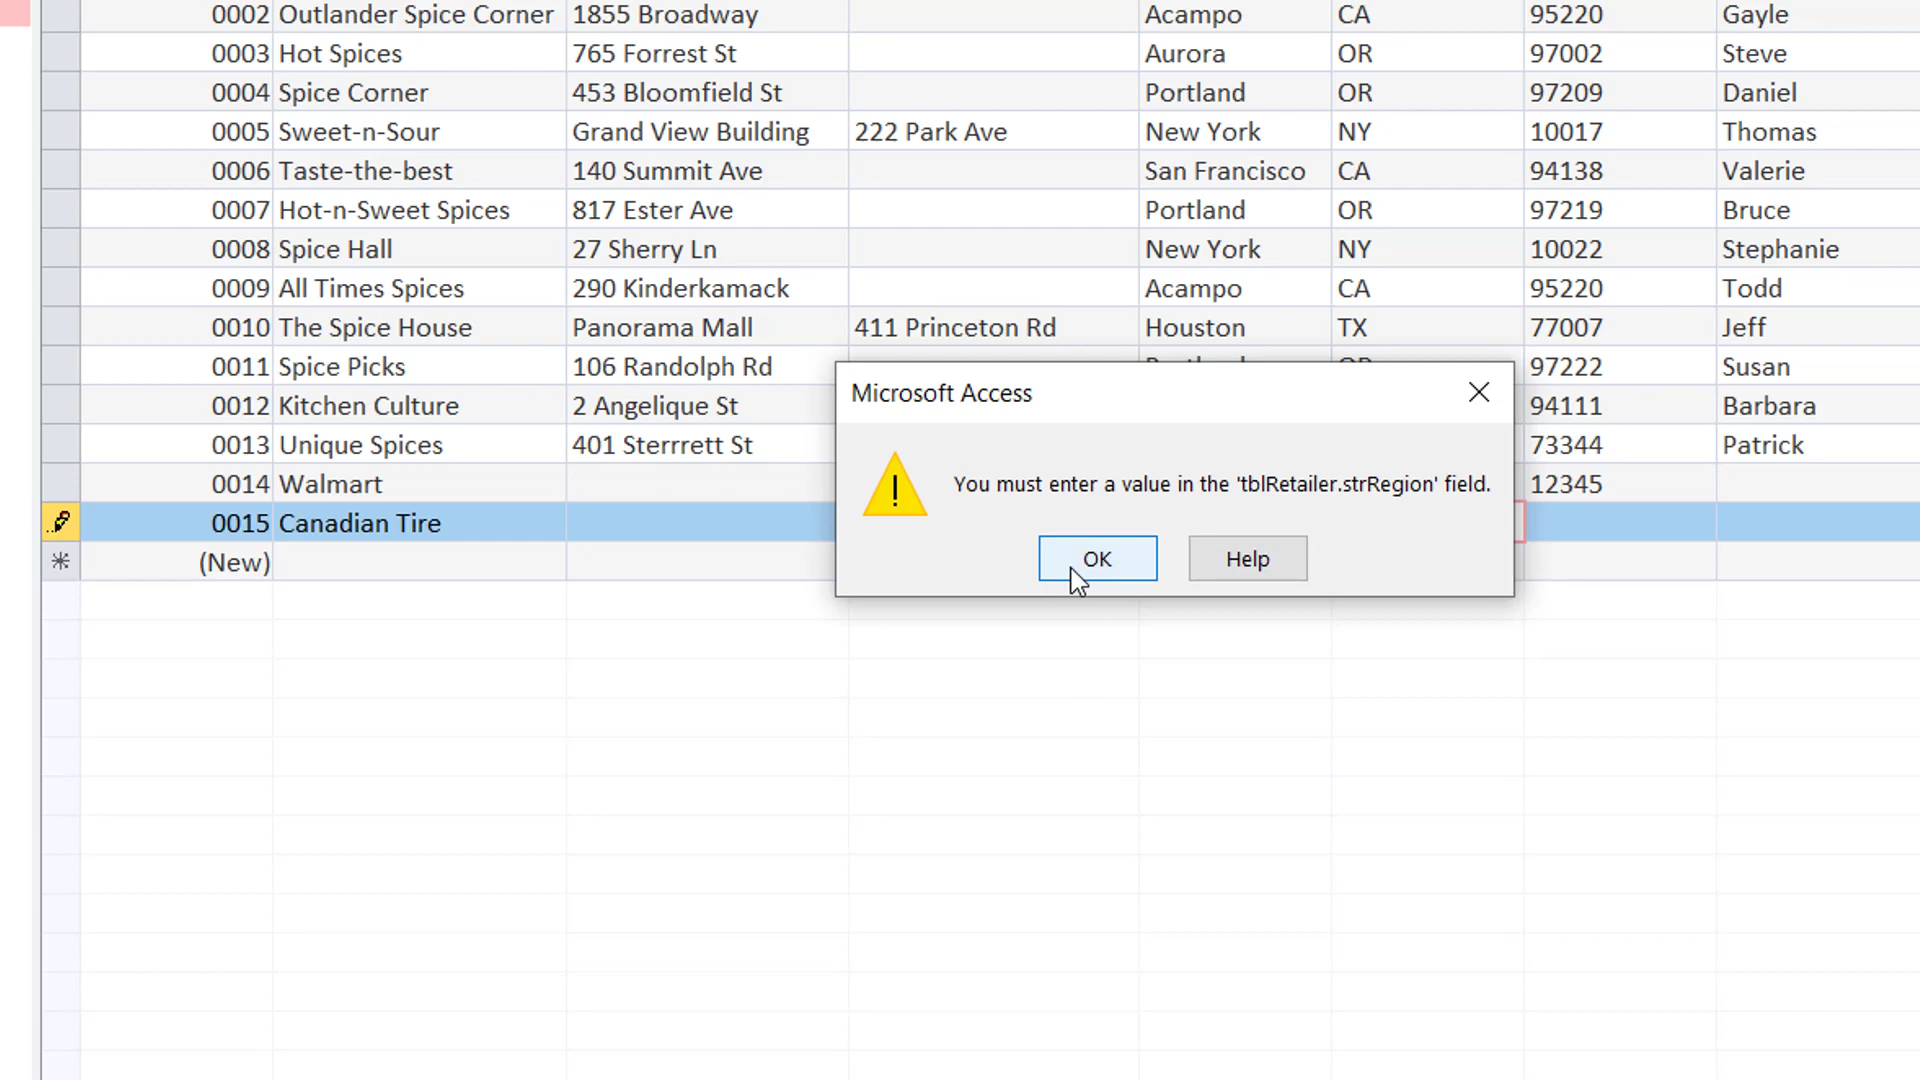 0002 Outlander Spice Corner 1855 Broadway Acampo CA 95220 Gayle
0003 Hot Spices 765 Forrest St Aurora OR 97002 Steve
0004 Spice Corner 453 Bloomfield St Portland OR 97209 Daniel
0005 Sweet-n-Sour Grand View Building 222 Park Ave New York NY 10017 Thomas
0006 Taste-the-best 140 Summit Ave San Francisco CA 94138 Valerie
0007 Hot-n-Sweet Spices 817 Ester Ave Portland OR 97219 Bruce
0008 Spice Hall 27 Sherry Ln New York NY 10022 Stephanie
0009 All Times Spices 290 Kinderkamack Acampo CA 95220 Todd
0010 The Spice House Panorama Mall 411 Princeton Rd Houston TX 77007 Jeff
0011 Spice Picks 106 Randolph Rd 97222 Susan
0012 Kitchen Culture 2 Angelique St 94111 Barbara
0013 Unique Spices 401 Sterrrett St 73344 Patrick
0014 Walmart 12345
0015 Canadian Tire
(New)
Microsoft Access
You must enter a value in the 'tblRetailer.strRegion' field.
OK Help